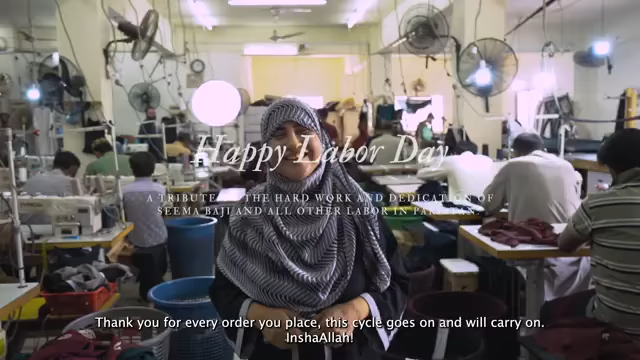 Happy Labor Day
A TRIBUTE TO THE HARD WORK AND DEDICATION OF
SEEMA BAJI AND ALL OTHER LABOR IN PAKISTAN.
Thank you for every order you place, this cycle goes on and will carry on.
InshaAllah!